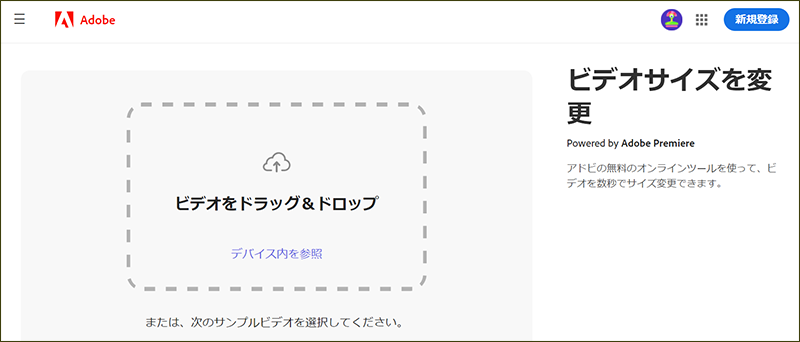 Adobe
新規登録
ビデオをドラッグ＆ドロップ
デバイス内を参照
または、次のサンプルビデオを選択してください。
ビデオサイズを変
更
Powered by Adobe Premiere
アドビの無料のオンラインツールを使って、ビ
デオを数秒でサイズ変更できます。